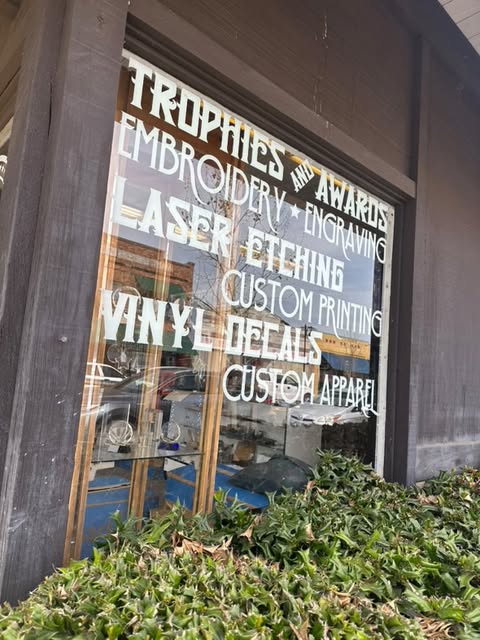 TROPHIES AND AWARDS
EMBROIDERY ★ ENGRAVING
LASER ETCHING
CUSTOM PRINTING
VINYL DECALS
CUSTOM APPAREL